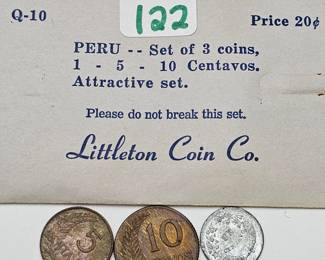 Q-10
122
Price 20¢
PERU -- Set of 3 coins,
1 - 5 - 10 Centavos.
Attractive set.
Please do not break this set.
Littleton Coin Co.
5
10